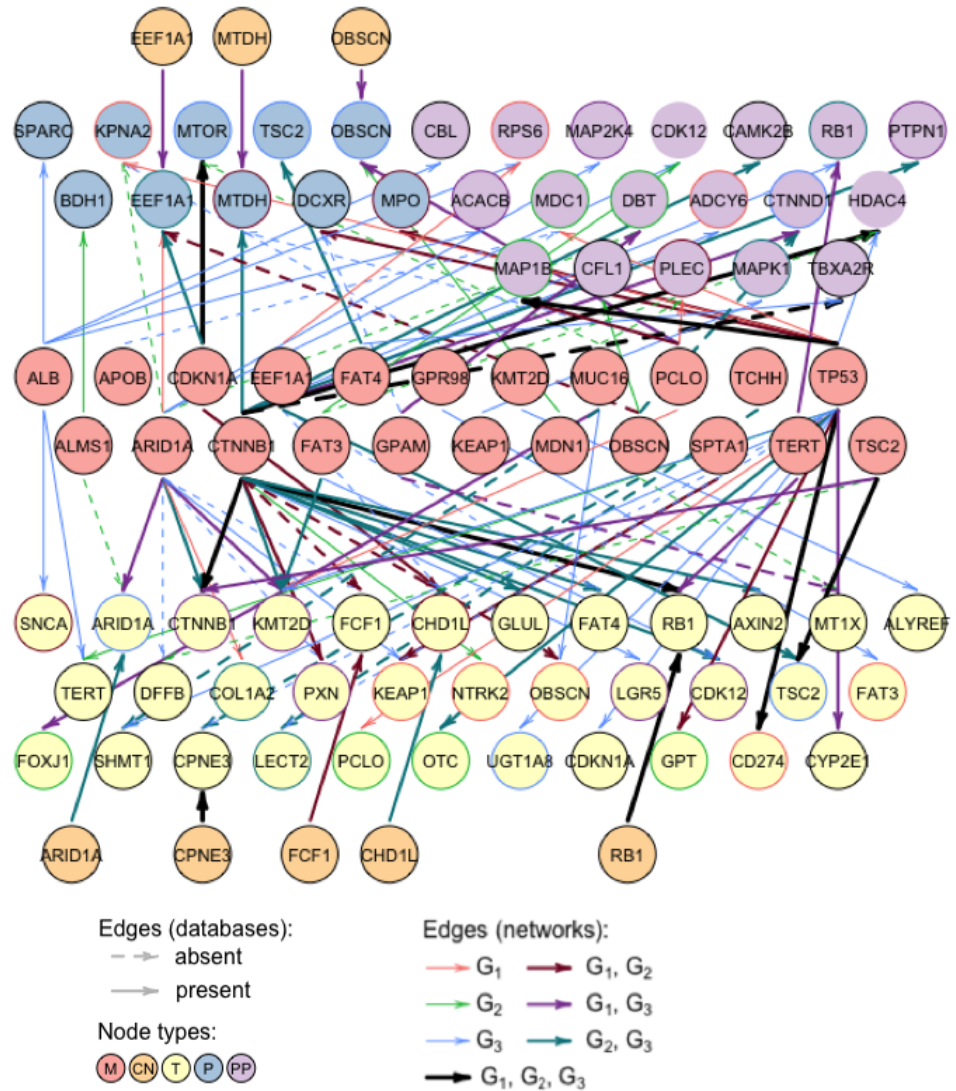 EEF1A1 MTDH OBSCN
SPARC KPNA2 MTOR TSC2 OBSCN CBL RPS6 MAP2K4 CDK12 CAMK2B RB1 PTPN1
BDH1 EEF1A1 MTDH DCXR MPO ACACB MDC1 DBT ADCY6 CTNND1 HDAC4
MAP1B CFL1 PLEC MAPK1 TBXA2R
ALB APOB CDKN1A EEF1A1 FAT4 GPR98 KMT2D MUC16 PCLO TCHH TP53
ALMS1 ARID1A CTNNB1 FAT3 GPAM KEAP1 MDN1 OBSCN SPTA1 TERT TSC2
SNCA ARID1A CTNNB1 KMT2D FCF1 CHD1L GLUL FAT4 RB1 AXIN2 MT1X ALYREF
TERT DFFB COL1A2 PXN KEAP1 NTRK2 OBSCN LGR5 CDK12 TSC2 FAT3
FOXJ1 SHMT1 CPNE3 LECT2 PCLO OTC UGT1A8 CDKN1A GPT CD274 CYP2E1
ARID1A CPNE3 FCF1 CHD1L RB1
Edges (databases):
absent
present
Node types:
M CN T P PP
Edges (networks):
G1 G1, G2
G2 G1, G3
G3 G2, G3
G1, G2, G3